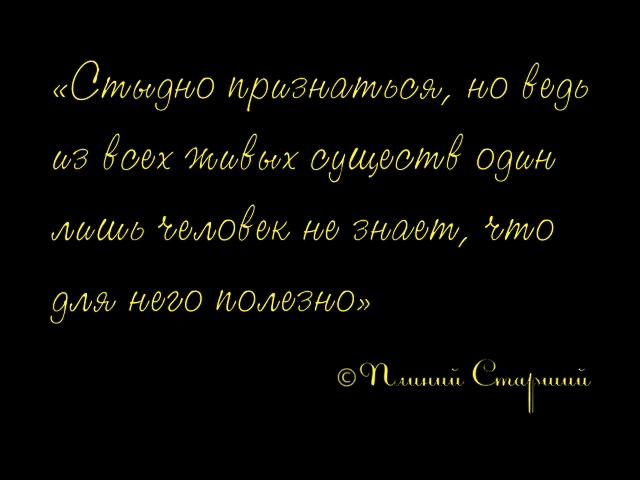 «Стыдно признаться, но ведь
из всех живых существ один
лишь человек не знает, что
для него полезно»
© Плиний Старший